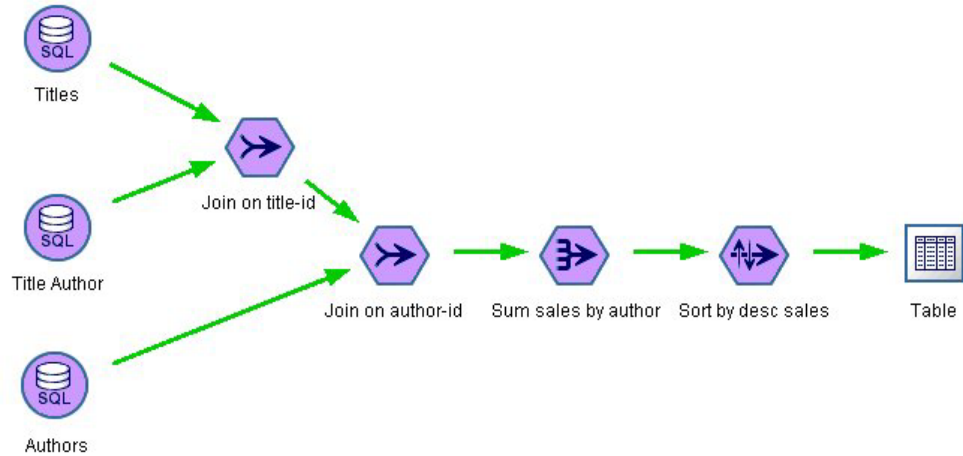 SQL
Titles
Join on title-id
SQL
Title Author
Join on author-id
Sum sales by author
Sort by desc sales
Table
SQL
Authors